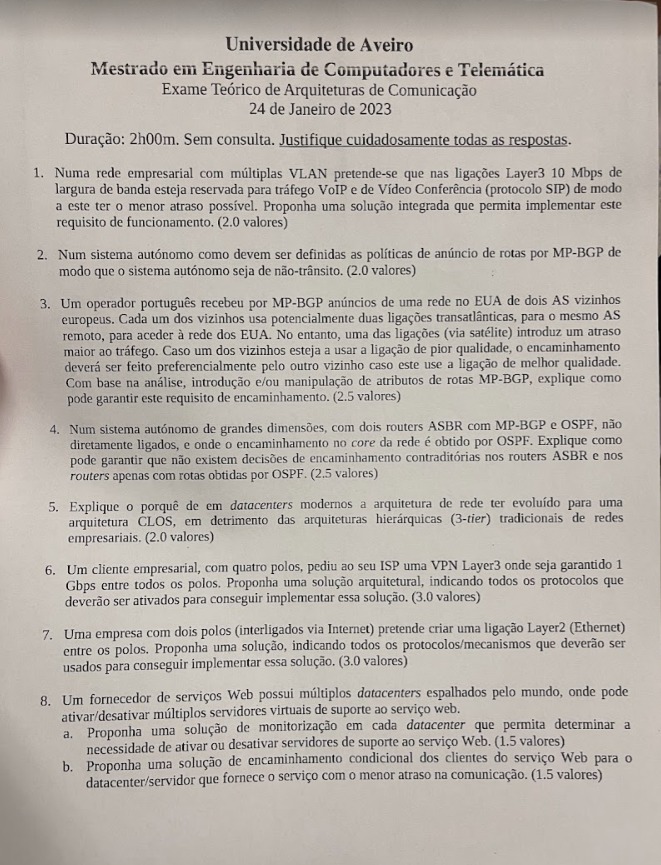 Universidade de Aveiro
Mestrado em Engenharia de Computadores e Telemática
Exame Teórico de Arquiteturas de Comunicação
24 de Janeiro de 2023
Duração: 2h00m. Sem consulta. Justifique cuidadosamente todas as respostas.
1. Numa rede empresarial com múltiplas VLAN pretende-se que nas ligações Layer3 10 Mbps de
largura de banda esteja reservada para tráfego VoIP e de Vídeo Conferência (protocolo SIP) de modo
a este ter o menor atraso possível. Proponha uma solução integrada que permita implementar este
requisito de funcionamento. (2.0 valores)
2. Num sistema autónomo como devem ser definidas as políticas de anúncio de rotas por MP-BGP de
modo que o sistema autónomo seja de não-trânsito. (2.0 valores)
3. Um operador português recebeu por MP-BGP anúncios de uma rede no EUA de dois AS vizinhos
europeus. Cada um dos vizinhos usa potencialmente duas ligações transatlânticas, para o mesmo AS
remoto, para aceder à rede dos EUA. No entanto, uma das ligações (via satélite) introduz um atraso
maior ao tráfego. Caso um dos vizinhos esteja a usar a ligação de pior qualidade, o encaminhamento
deverá ser feito preferencialmente pelo outro vizinho caso este use a ligação de melhor qualidade.
Com base na análise, introdução e/ou manipulação de atributos de rotas MP-BGP, explique como
pode garantir este requisito de encaminhamento. (2.5 valores)
4. Num sistema autónomo de grandes dimensões, com dois routers ASBR com MP-BGP e OSPF, não
diretamente ligados, e onde o encaminhamento no core da rede é obtido por OSPF. Explique como
pode garantir que não existem decisões de encaminhamento contraditórias nos routers ASBR e nos
routers apenas com rotas obtidas por OSPF. (2.5 valores)
5. Explique o porquê de em datacenters modernos a arquitetura de rede ter evoluído para uma
arquitetura CLOS, em detrimento das arquiteturas hierárquicas (3-tier) tradicionais de redes
empresariais. (2.0 valores)
6. Um cliente empresarial, com quatro polos, pediu ao seu ISP uma VPN Layer3 onde seja garantido 1
Gbps entre todos os polos. Proponha uma solução arquitetural, indicando todos os protocolos que
deverão ser ativados para conseguir implementar essa solução. (3.0 valores)
7. Uma empresa com dois polos (interligados via Internet) pretende criar uma ligação Layer2 (Ethernet)
entre os polos. Proponha uma solução, indicando todos os protocolos/mecanismos que deverão ser
usados para conseguir implementar essa solução. (3.0 valores)
8. Um fornecedor de serviços Web possui múltiplos datacenters espalhados pelo mundo, onde pode
ativar/desativar múltiplos servidores virtuais de suporte ao serviço web.
a. Proponha uma solução de monitorização em cada datacenter que permita determinar a
necessidade de ativar ou desativar servidores de suporte ao serviço Web. (1.5 valores)
b. Proponha uma solução de encaminhamento condicional dos clientes do serviço Web para o
datacenter/servidor que fornece o serviço com o menor atraso na comunicação. (1.5 valores)